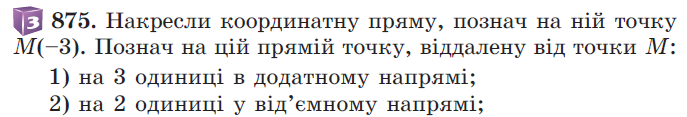 3 875. Накресли координатну пряму, познач на ній точку
M(–3). Познач на цій прямій точку, віддалену від точки M:
1) на 3 одиниці в додатному напрямі;
2) на 2 одиниці у від’ємному напрямі;